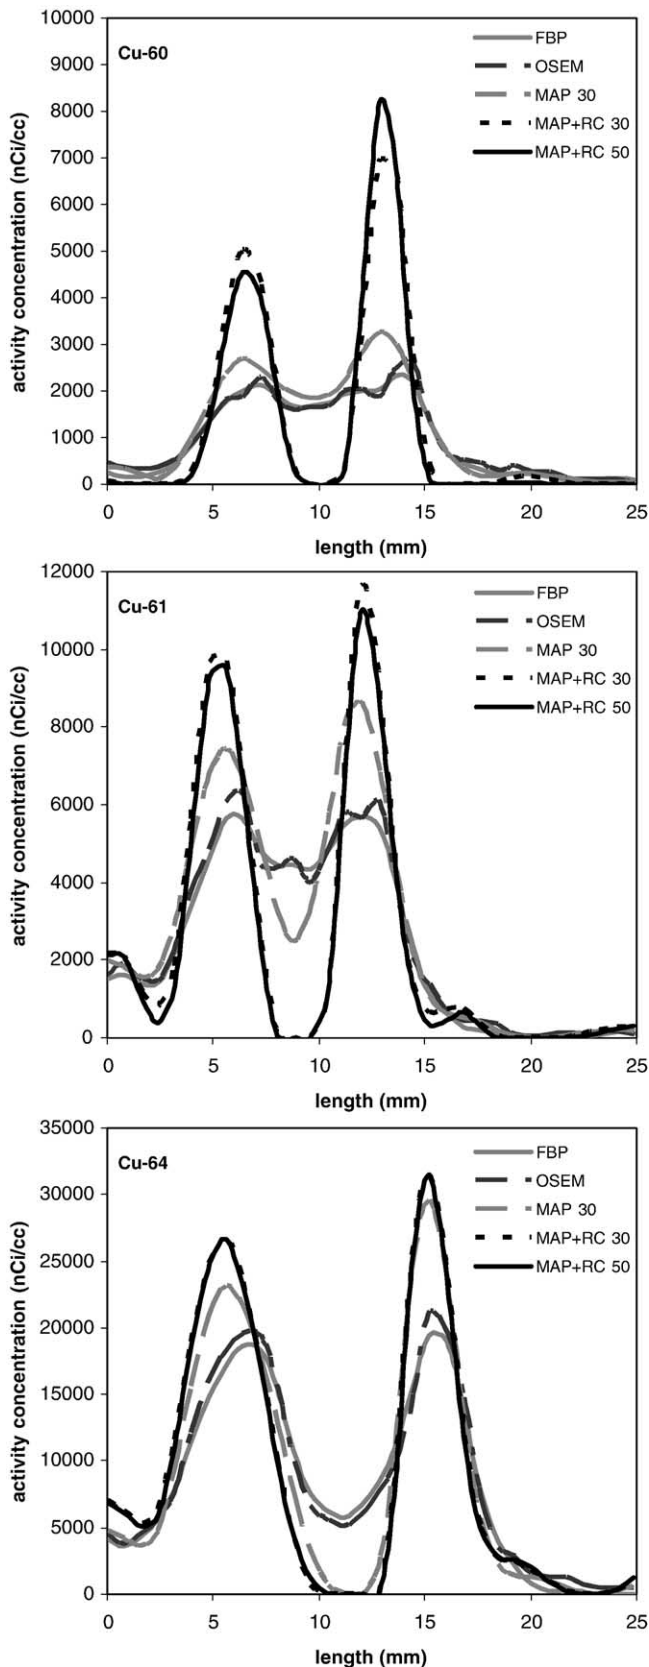 Cu-60
FBP
OSEM
MAP 30
MAP+RC 30
MAP+RC 50
activity concentration (nCi/cc)
10000
9000
8000
7000
6000
5000
4000
3000
2000
1000
0
0 5 10 15 20 25
length (mm)
Cu-61
FBP
OSEM
MAP 30
MAP+RC 30
MAP+RC 50
activity concentration (nCi/cc)
12000
10000
8000
6000
4000
2000
0
0 5 10 15 20 25
length (mm)
Cu-64
FBP
OSEM
MAP 30
MAP+RC 30
MAP+RC 50
activity concentration (nCi/cc)
35000
30000
25000
20000
15000
10000
5000
0
0 5 10 15 20 25
length (mm)